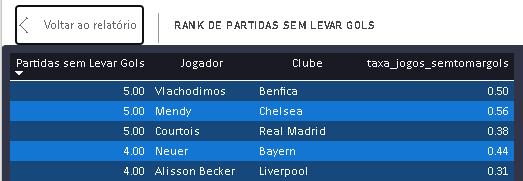 Voltar ao relatório RANK DE PARTIDAS SEM LEVAR GOLS
Partidas sem Levar Gols Jogador Clube taxa_jogos_semtomargols
5.00 Vlachodimos Benfica 0.50
5.00 Mendy Chelsea 0.56
5.00 Courtois Real Madrid 0.38
4.00 Neuer Bayern 0.44
4.00 Alisson Becker Liverpool 0.31